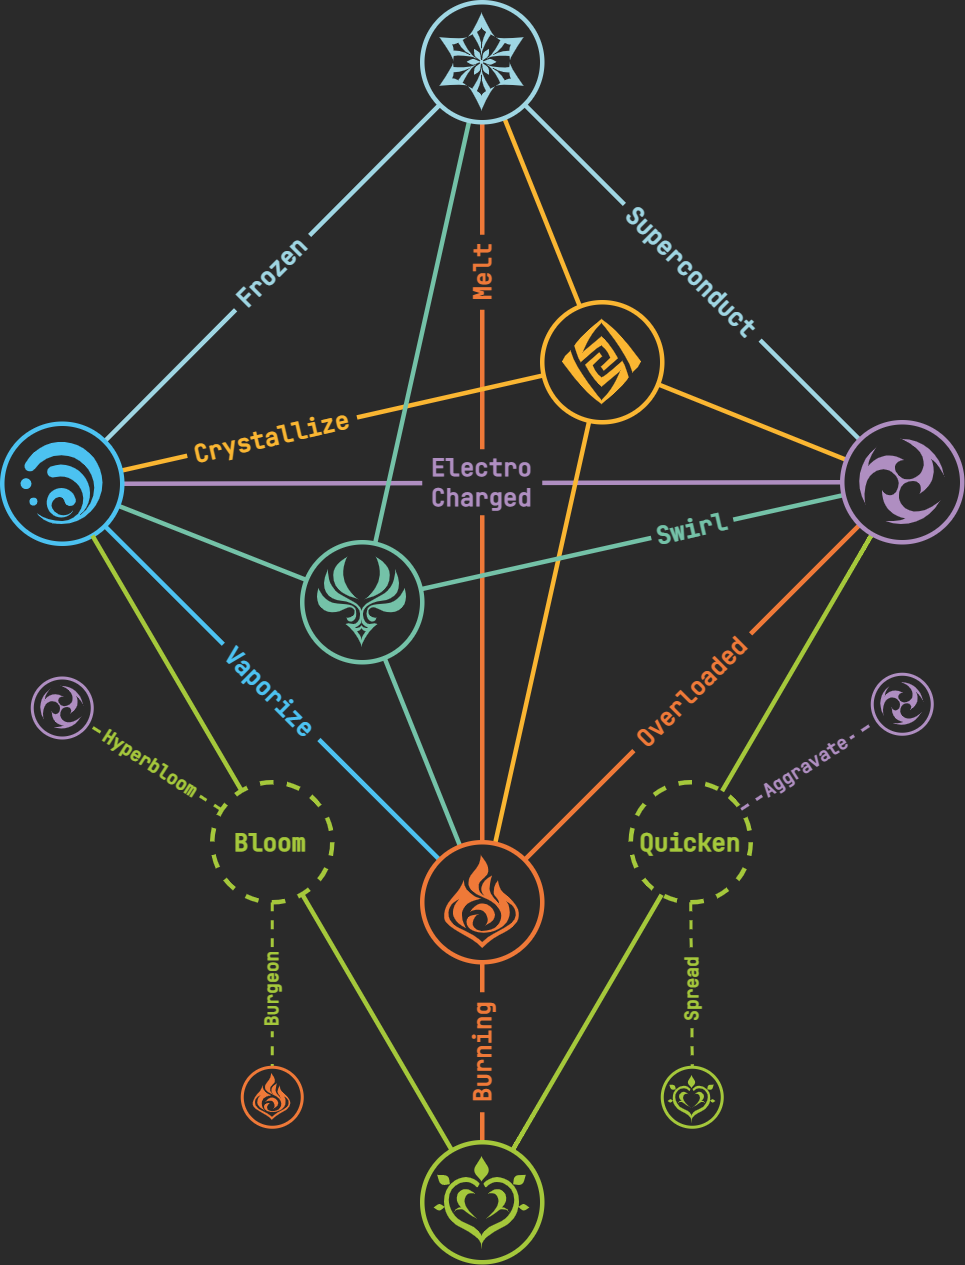 Frozen
Melt
Superconduct
Crystallize
Electro
Charged
Swirl
Vaporize
Overloaded
Hyperbloom
Aggravate
Bloom
Quicken
Burgeon
Burning
Spread